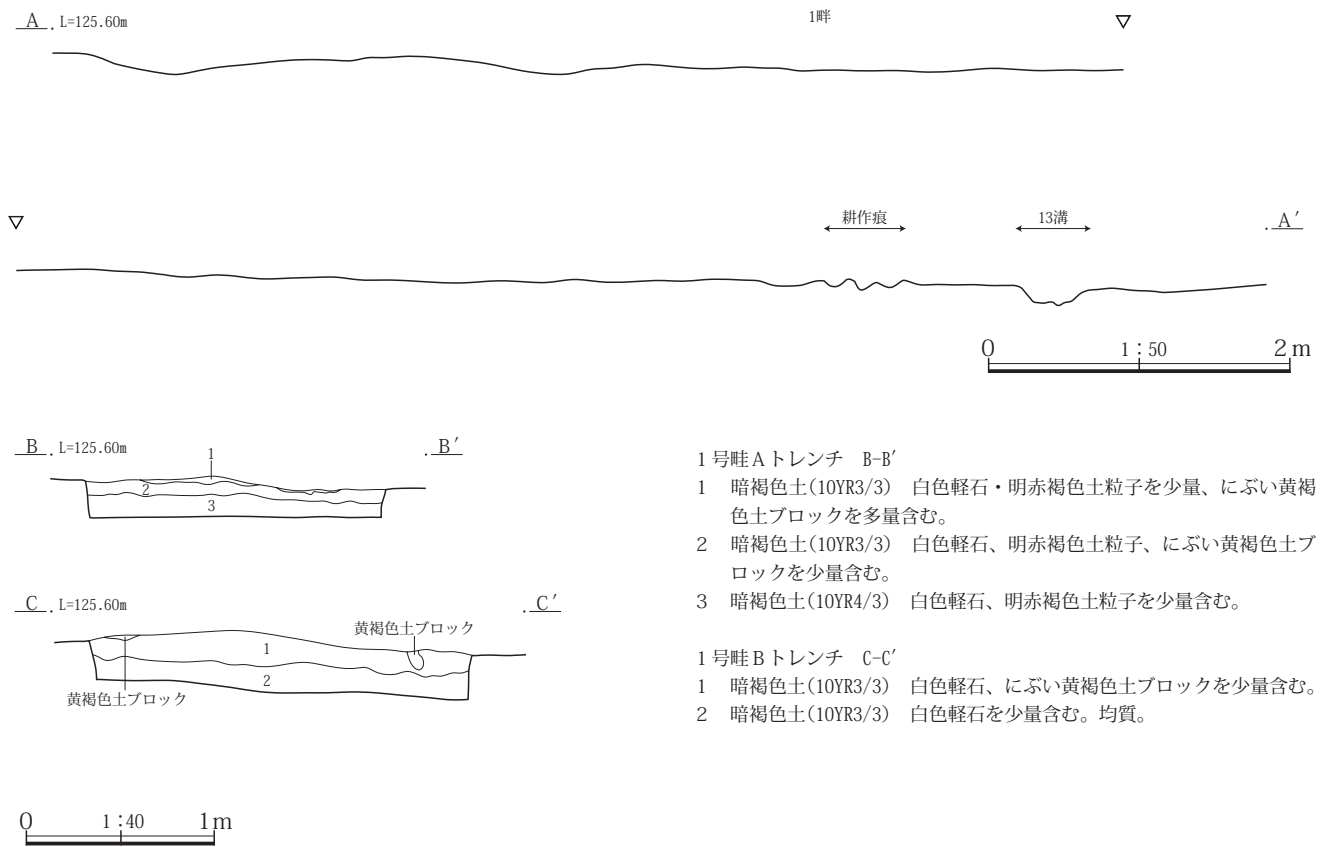 A L=125.60m 1畔
耕作痕 13溝 A′
0 1：50 2m
B L=125.60m 1 B′
2
3
C L=125.60m C′
黄褐色土ブロック
1
2
黄褐色土ブロック
0 1：40 1m
1号畦Aトレンチ　B-B′
1　暗褐色土(10YR3/3)　白色軽石・明赤褐色土粒子を少量、にぶい黄褐
色土ブロックを多量含む。
2　暗褐色土(10YR3/3)　白色軽石、明赤褐色土粒子、にぶい黄褐色土ブ
ロックを少量含む。
3　暗褐色土(10YR4/3)　白色軽石、明赤褐色土粒子を少量含む。
1号畦Bトレンチ　C-C′
1　暗褐色土(10YR3/3)　白色軽石、にぶい黄褐色土ブロックを少量含む。
2　暗褐色土(10YR3/3)　白色軽石を少量含む。均質。